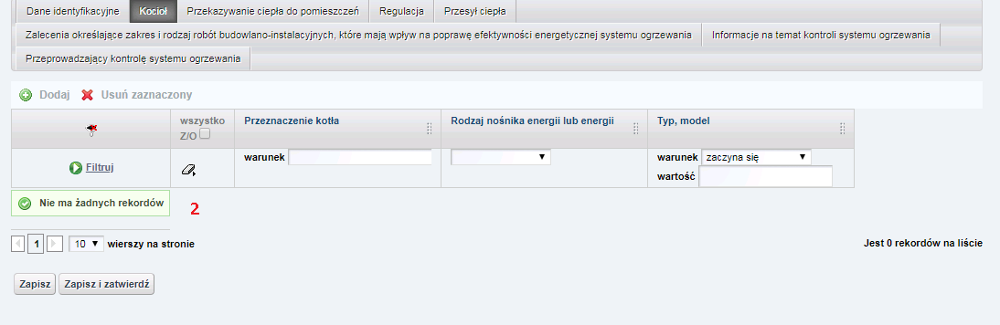 Dane identyfikacyjne Kocioł Przekazywanie ciepła do pomieszczeń Regulacja Przesył ciepła
Zalecenia określające zakres i rodzaj robót budowlano-instalacyjnych, które mają wpływ na poprawę efektywności energetycznej systemu ogrzewania Informacje na temat kontroli systemu ogrzewania
Przeprowadzający kontrolę systemu ogrzewania
Dodaj Usuń zaznaczony
wszystko Przeznaczenie kotła Rodzaj nośnika energii lub energii Typ, model
Z/O
Filtruj warunek warunek zaczyna się
wartość
Nie ma żadnych rekordów 2
1 10 wierszy na stronie Jest 0 rekordów na liście
Zapisz Zapisz i zatwierdź